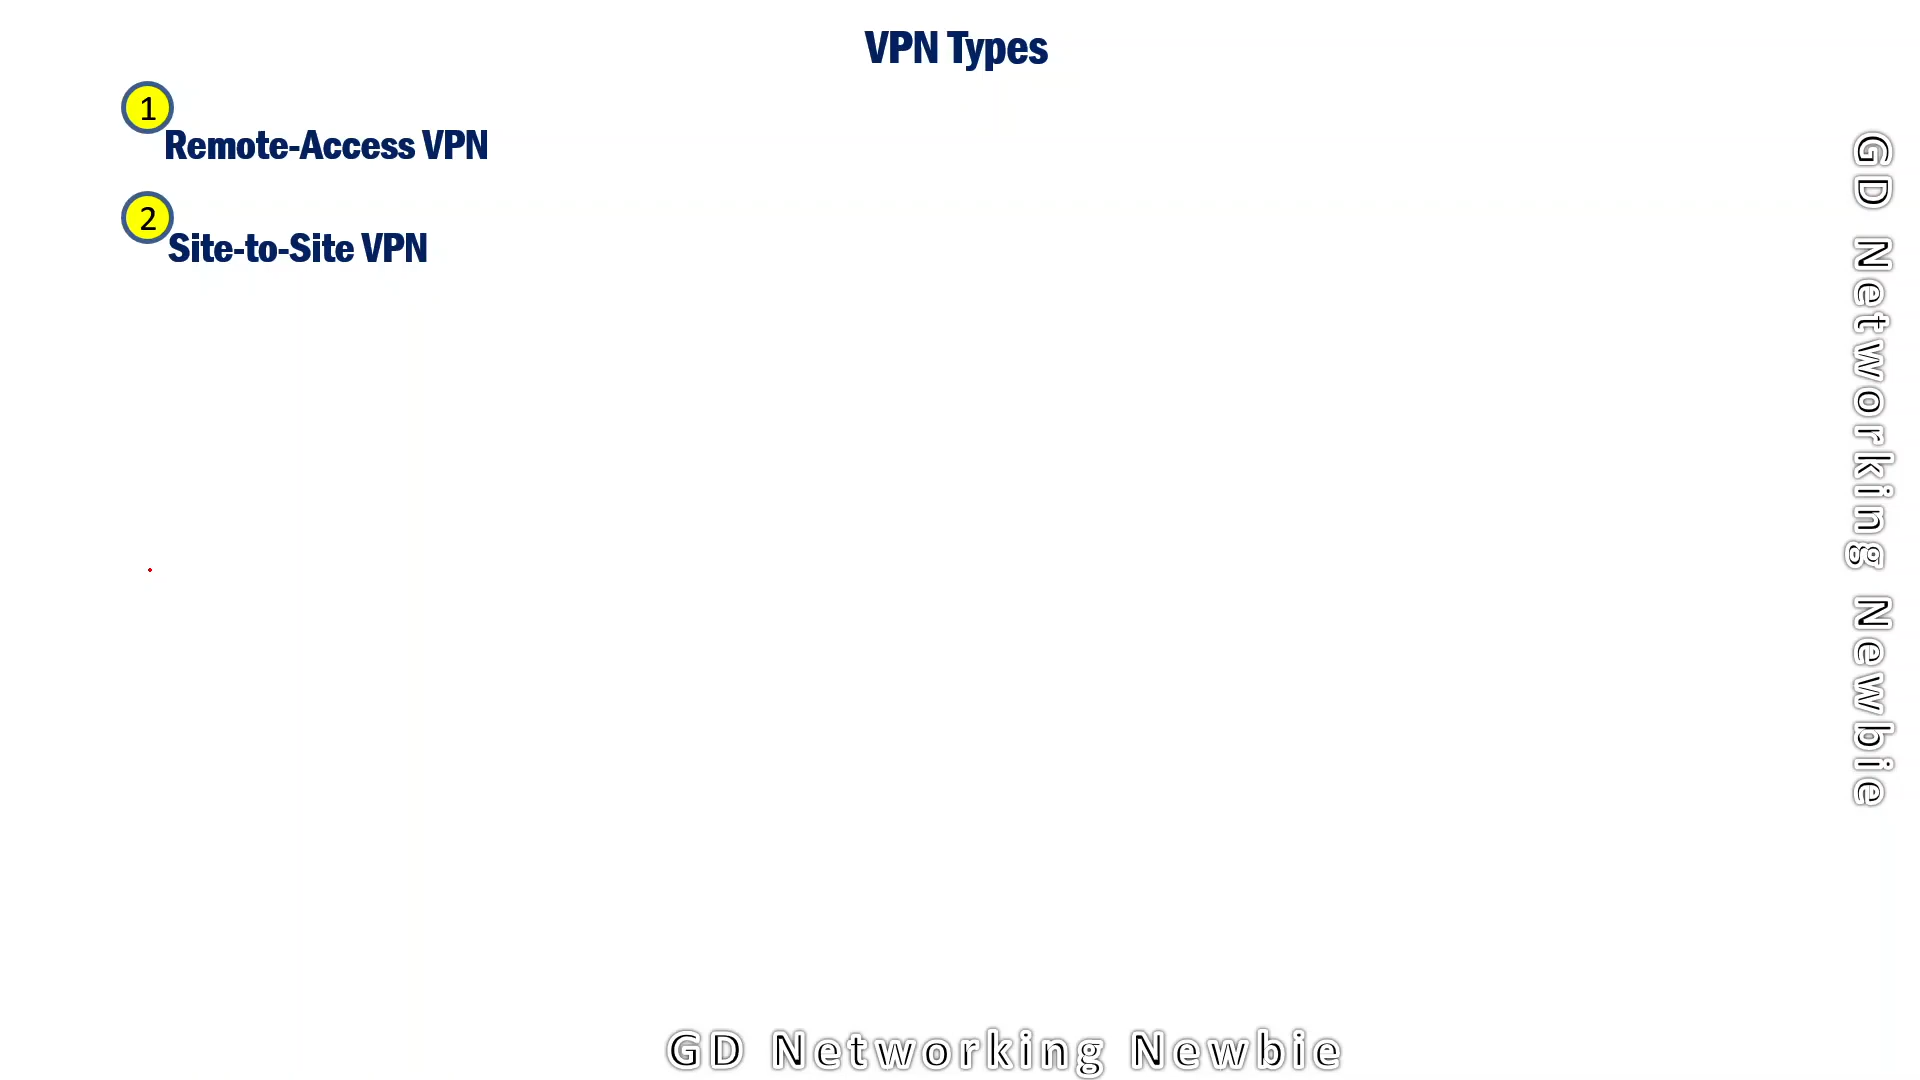 VPN Types
1
Remote-Access VPN
2
Site-to-Site VPN
GD Networking Newbie
GD Networking Newbie